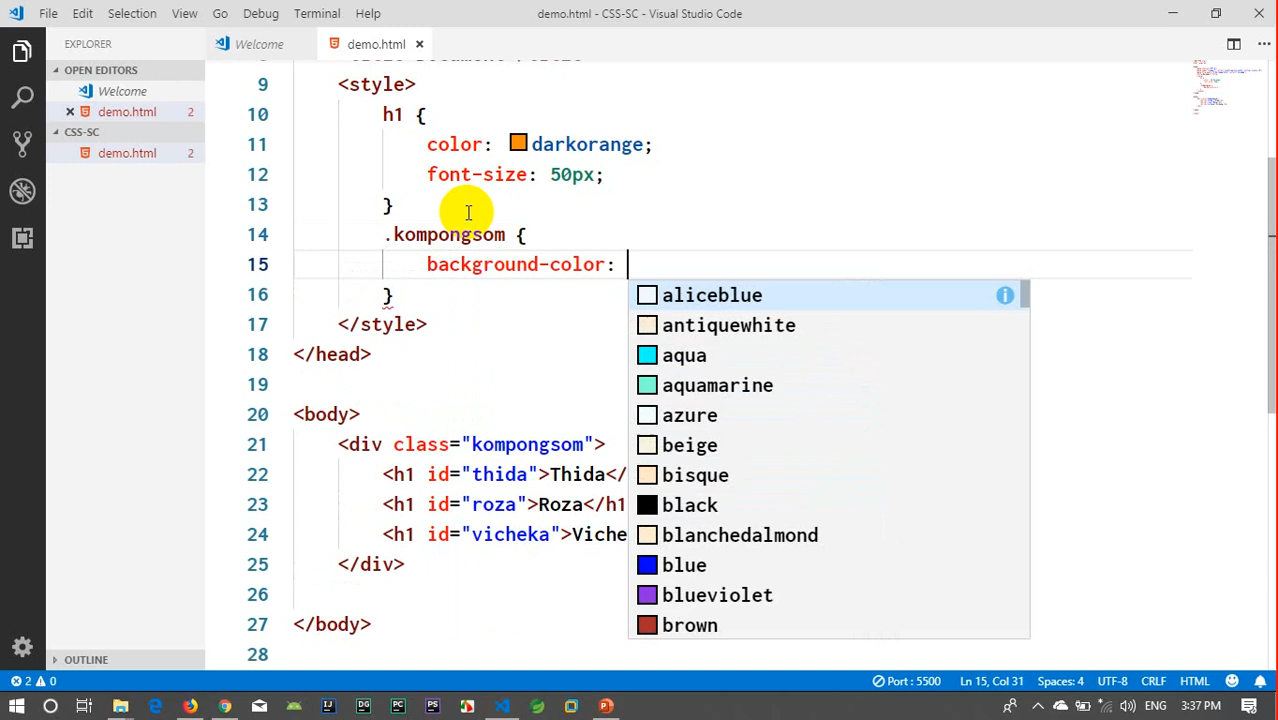 File Edit Selection View Go Debug Terminal Help demo.html - CSS-SC - Visual Studio Code
EXPLORER
OPEN EDITORS
Welcome
demo.html 2
CSS-SC
demo.html 2
OUTLINE
Welcome demo.html
9 <style>
10 h1 {
11 color: darkorange;
12 font-size: 50px;
13 }
14 .kompongsom {
15 background-color:
16 }
17 </style>
18 </head>
19
20 <body>
21 <div class="kompongsom">
22 <h1 id="thida">Thida</
23 <h1 id="roza">Roza</h1
24 <h1 id="vicheka">Viche
25 </div>
26
27 </body>
28
aliceblue
antiquewhite
aqua
aquamarine
azure
beige
bisque
black
blanchedalmond
blue
blueviolet
brown
2 0 Port : 5500 Ln 15, Col 31 Spaces: 4 UTF-8 CRLF HTML
ENG 3:37 PM